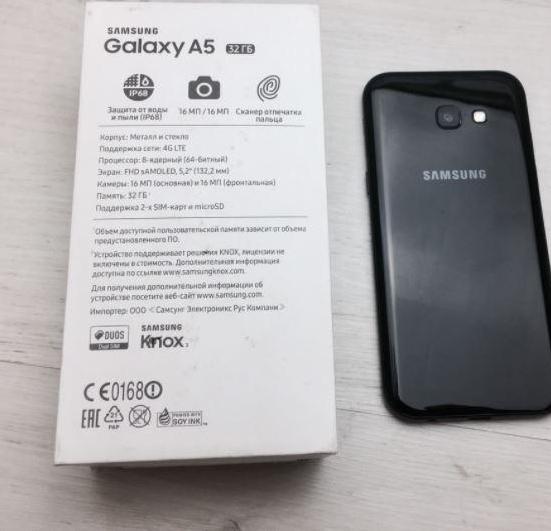 SAMSUNG
Galaxy A5 32 ГБ
IP68
Защита от воды
и пыли (IP68)
16 МП / 16 МП
Сканер отпечатка
пальца
Корпус: Металл и стекло
Поддержка сети: 4G LTE
Процессор: 8-ядерный (64-битный)
Экран: FHD sAMOLED, 5,2" (132,2 мм)
Камеры: 16 МП (основная) и 16 МП (фронтальная)
Память: 32 ГБ
Поддержка 2-х SIM-карт и microSD
Объем доступной пользовательской памяти зависит от объема
предустановленного ПО.
Устройство поддерживает решения KNOX, лицензии не
включены в стоимость. Дополнительная информация
доступна по ссылке www.samsungknox.com.
Для получения дополнительной информации об
устройстве посетите веб-сайт www.samsung.com.
Импортер: ООО <Самсунг Электроникс Рус Компани>
DUOS
Dual SIM
SAMSUNG
Knox
CE0168
EAC
21
PAP
PRINTED WITH
SOY INK
SAMSUNG